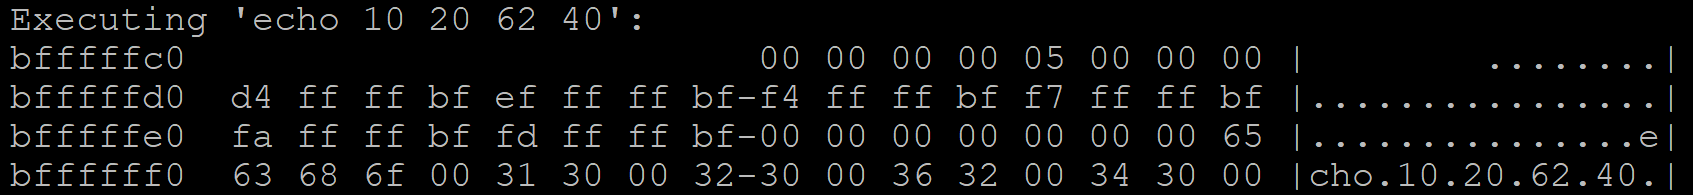 Executing 'echo 10 20 62 40':
bfffffc0                          00 00 00 00 05 00 00 00 |        ........|
bfffffd0  d4 ff ff bf ef ff ff bf-f4 ff ff bf f7 ff ff bf |................|
bfffffe0  fa ff ff bf fd ff ff bf-00 00 00 00 00 00 00 65 |...............e|
bffffff0  63 68 6f 00 31 30 00 32-30 00 36 32 00 34 30 00 |cho.10.20.62.40.|